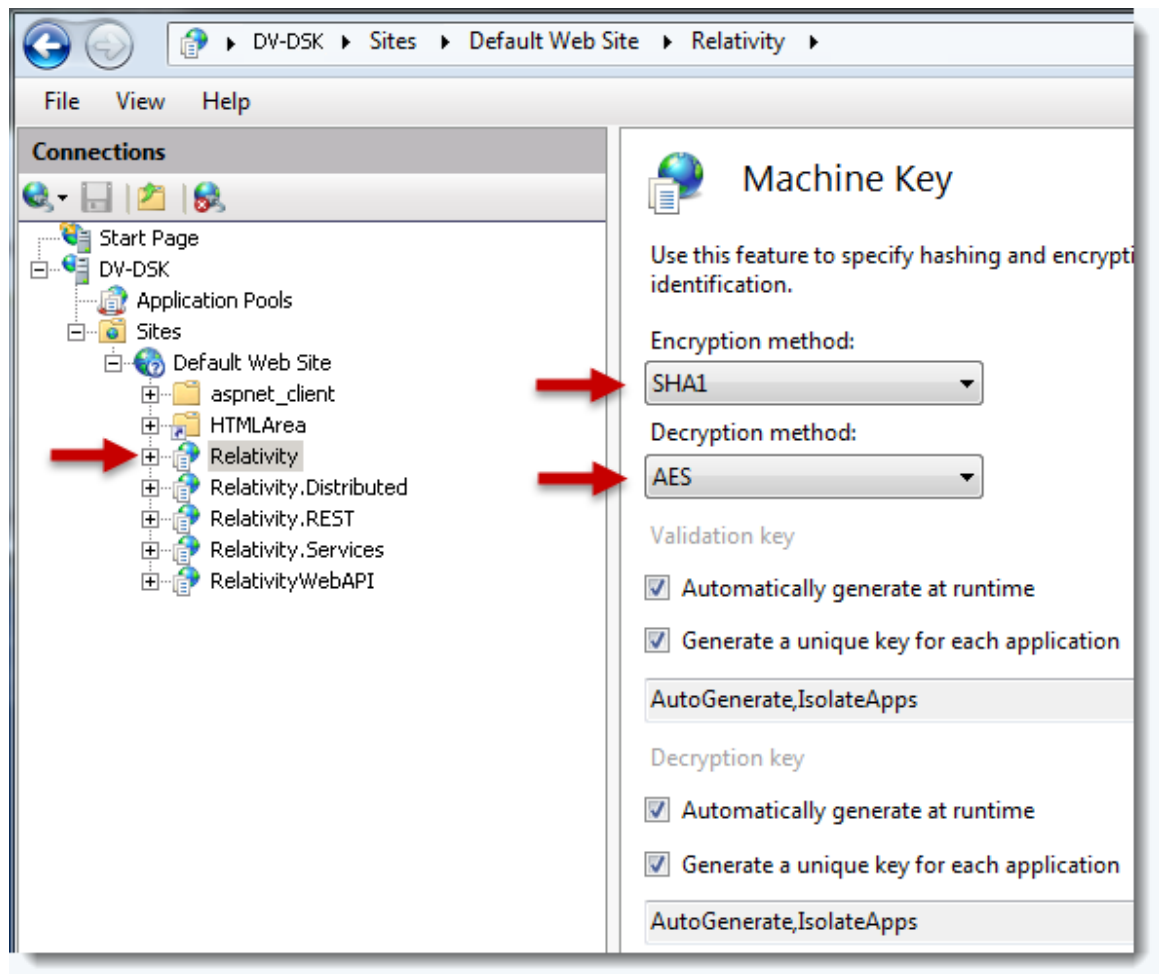 DV-DSK ▸ Sites ▸ Default Web Site ▸ Relativity ▸
File View Help
Connections
Start Page
DV-DSK
Application Pools
Sites
Default Web Site
aspnet_client
HTMLArea
Relativity
Relativity.Distributed
Relativity.REST
Relativity.Services
RelativityWebAPI
Machine Key
Use this feature to specify hashing and encrypti
identification.
Encryption method:
SHA1
Decryption method:
AES
Validation key
Automatically generate at runtime
Generate a unique key for each application
AutoGenerate,IsolateApps
Decryption key
Automatically generate at runtime
Generate a unique key for each application
AutoGenerate,IsolateApps